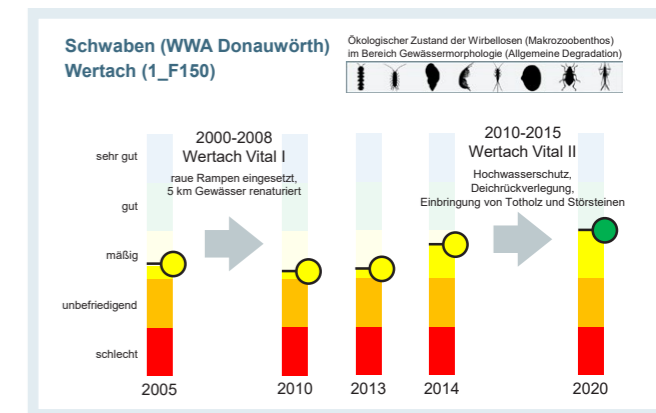 Schwaben (WWA Donauwörth)
Wertach (1_F150)
Ökologischer Zustand der Wirbellosen (Makrozoobenthos)
im Bereich Gewässermorphologie (Allgemeine Degradation)
2000-2008
Wertach Vital I
raue Rampen eingesetzt,
5 km Gewässer renaturiert
2010-2015
Wertach Vital II
Hochwasserschutz,
Deichrückverlegung,
Einbringung von Totholz und Störsteinen
sehr gut
gut
mäßig
unbefriedigend
schlecht
2005
2010
2013
2014
2020